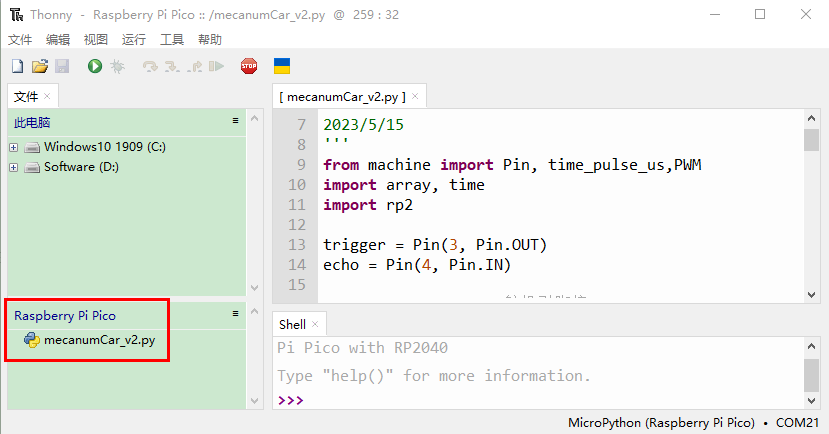 Thonny - Raspberry Pi Pico :: /mecanumCar_v2.py @ 259 : 32
文件 编辑 视图 运行 工具 帮助
STOP
文件 ×
此电脑
Windows10 1909 (C:)
Software (D:)
Raspberry Pi Pico
mecanumCar_v2.py
[ mecanumCar_v2.py ] ×
7 2023/5/15
8 '''
9 from machine import Pin, time_pulse_us,PWM
10 import array, time
11 import rp2
12
13 trigger = Pin(3, Pin.OUT)
14 echo = Pin(4, Pin.IN)
15
Shell ×
Pi Pico with RP2040
Type "help()" for more information.
>>>
MicroPython (Raspberry Pi Pico) • COM21